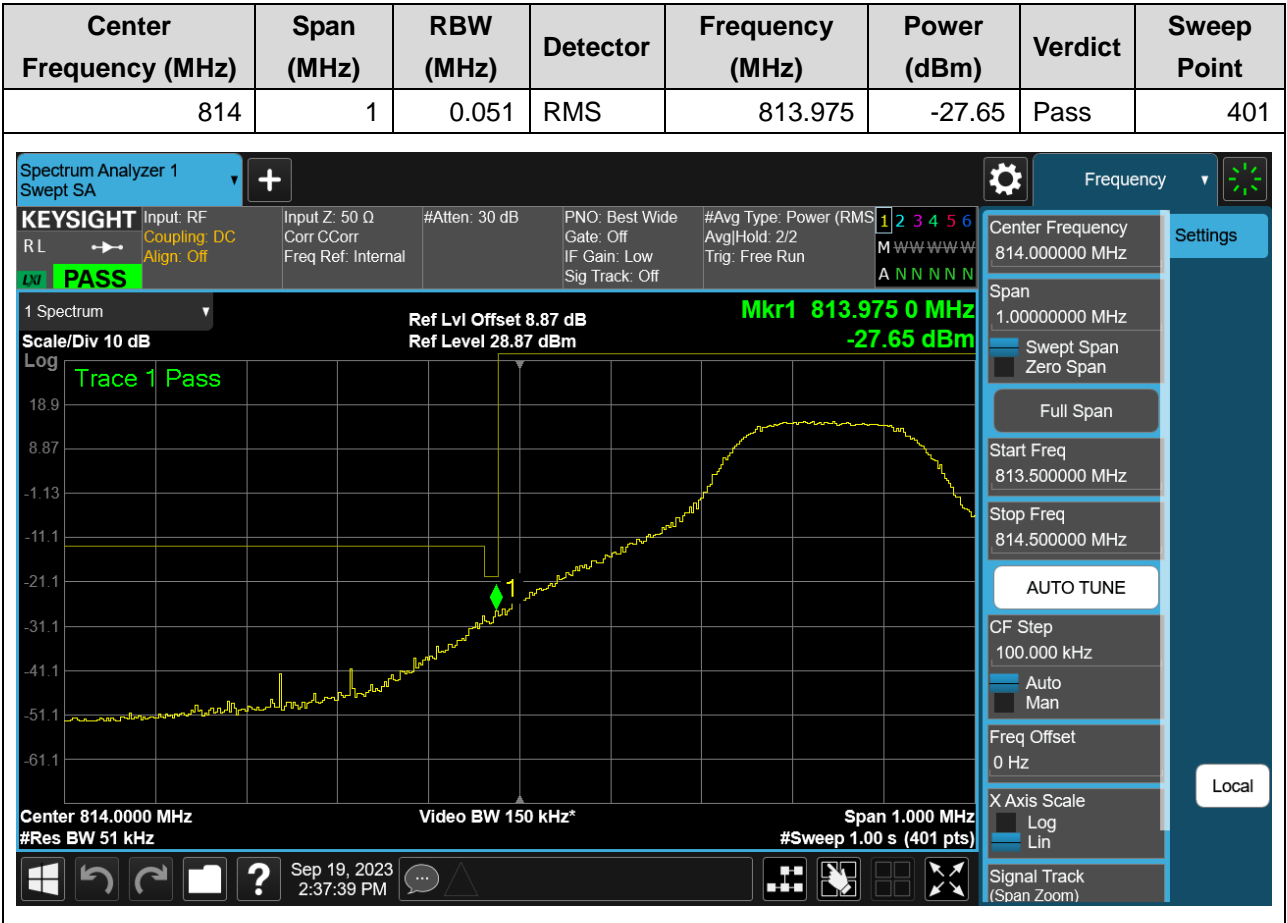 Center Frequency (MHz) Span (MHz) RBW (MHz) Detector Frequency (MHz) Power (dBm) Verdict Sweep Point
814 1 0.051 RMS 813.975 -27.65 Pass 401
Spectrum Analyzer 1
Swept SA
Frequency
KEYSIGHT
R L
LXI PASS
Input: RF
Coupling: DC
Align: Off
Input Z: 50 Ω
Corr CCorr
Freq Ref: Internal
#Atten: 30 dB
PNO: Best Wide
Gate: Off
IF Gain: Low
Sig Track: Off
#Avg Type: Power (RMS
Avg|Hold: 2/2
Trig: Free Run
1 2 3 4 5 6
M W W W W W
A N N N N N
1 Spectrum
Scale/Div 10 dB
Ref Lvl Offset 8.87 dB
Ref Level 28.87 dBm
Mkr1 813.975 0 MHz
-27.65 dBm
Log
Trace 1 Pass
18.9
8.87
-1.13
-11.1
-21.1
-31.1
-41.1
-51.1
-61.1
1
Center 814.0000 MHz
#Res BW 51 kHz
Video BW 150 kHz*
Span 1.000 MHz
#Sweep 1.00 s (401 pts)
Center Frequency
814.000000 MHz
Settings
Span
1.00000000 MHz
Swept Span
Zero Span
Full Span
Start Freq
813.500000 MHz
Stop Freq
814.500000 MHz
AUTO TUNE
CF Step
100.000 kHz
Auto
Man
Freq Offset
0 Hz
Local
X Axis Scale
Log
Lin
Signal Track
(Span Zoom)
?
Sep 19, 2023
2:37:39 PM